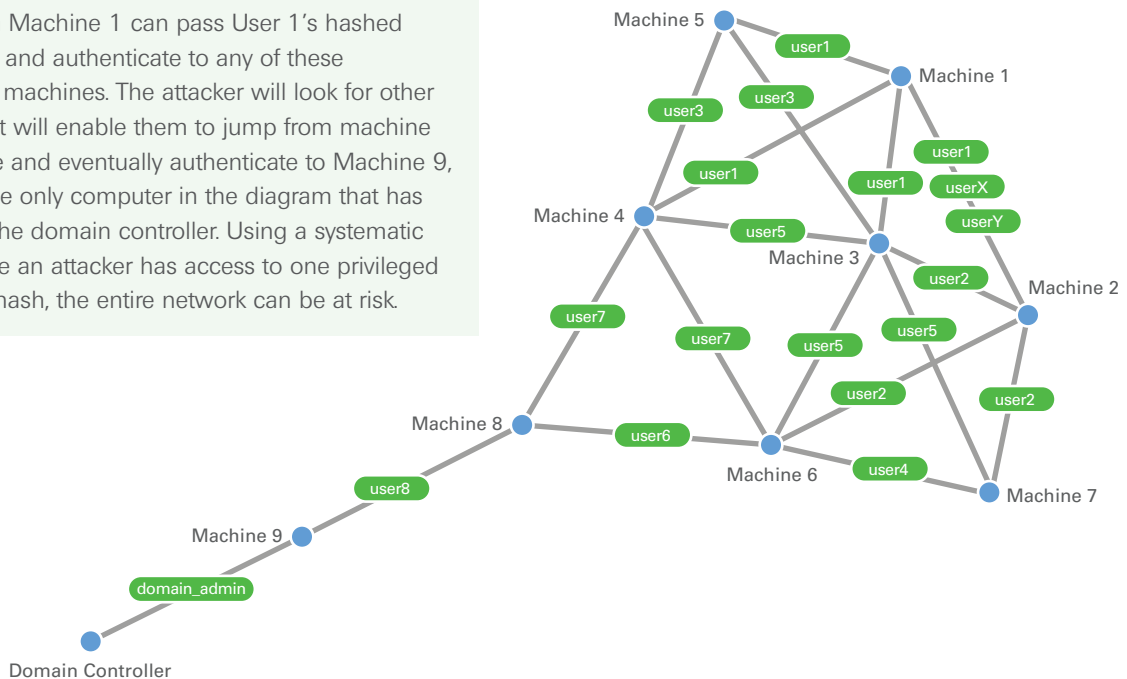 Machine 1 can pass User 1's hashed
and authenticate to any of these
machines. The attacker will look for other
t will enable them to jump from machine
e and eventually authenticate to Machine 9,
e only computer in the diagram that has
he domain controller. Using a systematic
e an attacker has access to one privileged
hash, the entire network can be at risk.
Machine 5
user1
Machine 1
user3
user3
user1
user1
user1
userX
userY
Machine 4
user5
Machine 3
user2
Machine 2
user7
user7
user5
user5
user2
user2
Machine 8
user6
Machine 6
user4
Machine 7
user8
Machine 9
domain_admin
Domain Controller